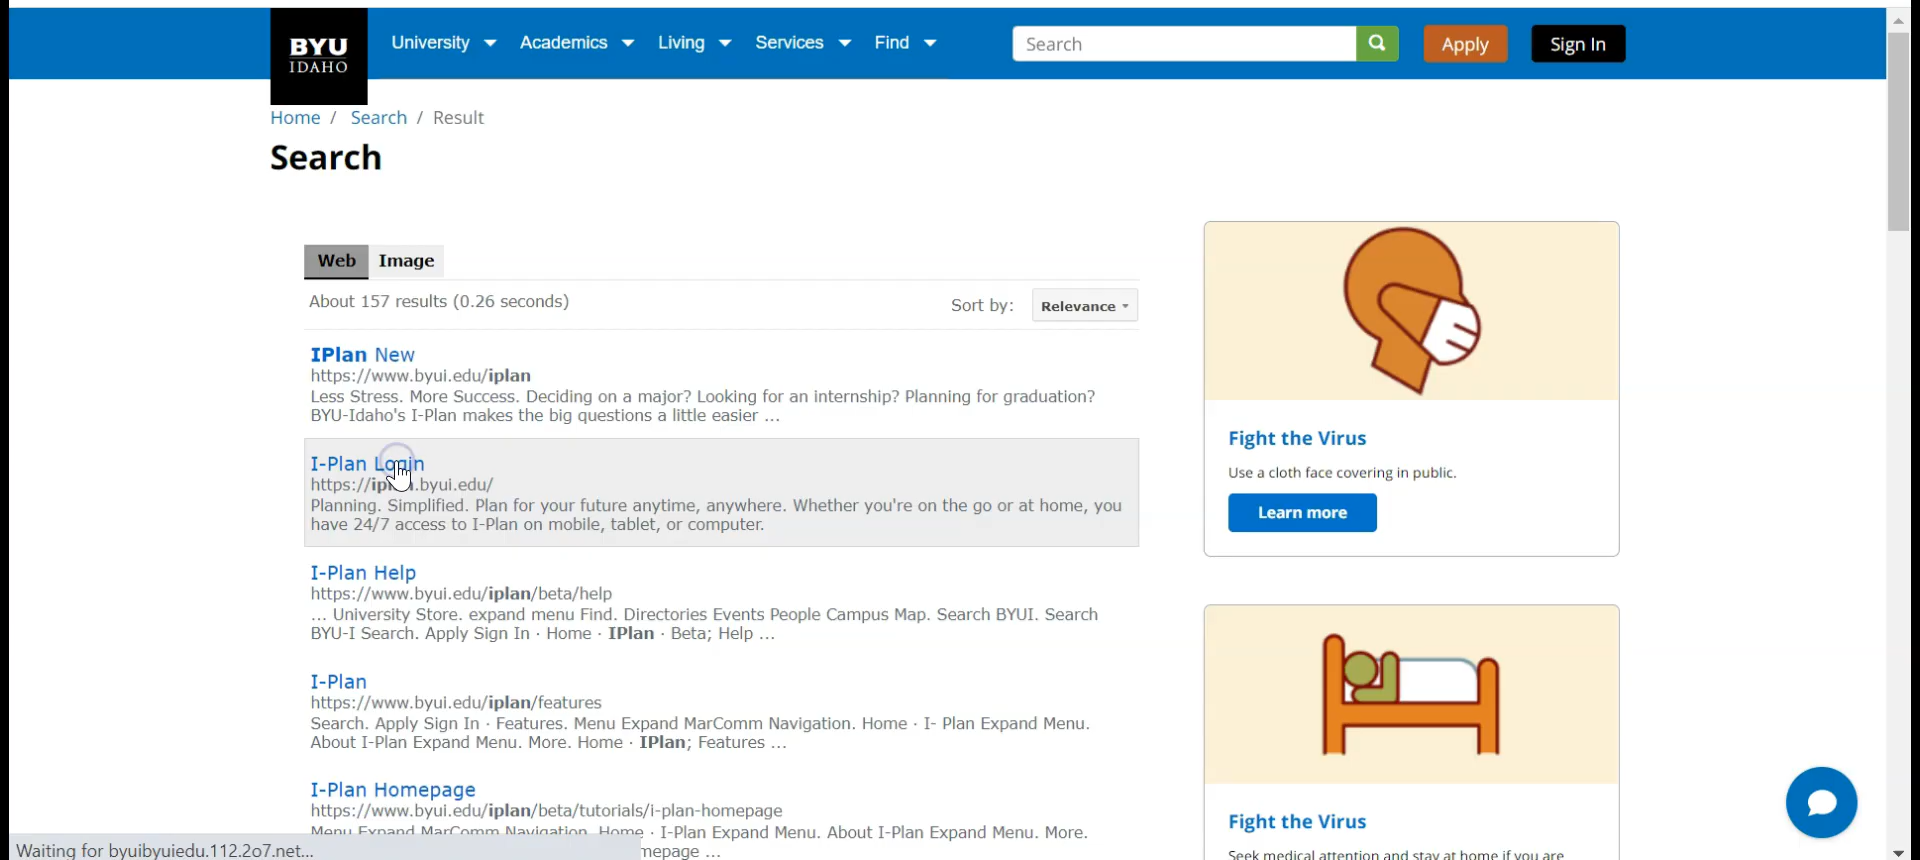 BYU
IDAHO
University
Academics
Living
Services
Find
Search
Apply
Sign In
Home / Search / Result
Search
Web
Image
About 157 results (0.26 seconds)
Sort by:
Relevance
IPlan New
https://www.byui.edu/iplan
Less Stress. More Success. Deciding on a major? Looking for an internship? Planning for graduation?
BYU-Idaho's I-Plan makes the big questions a little easier ...
I-Plan Login
.byui.edu/
Planning. Simplified. Plan for your future anytime, anywhere. Whether you're on the go or at home, you
have 24/7 access to I-Plan on mobile, tablet, or computer.
I-Plan Help
https://www.byui.edu/iplan/beta/help
... University Store. expand menu Find. Directories Events People Campus Map. Search BYUI. Search
BYU-I Search. Apply Sign In · Home · IPlan · Beta; Help ...
I-Plan
https://www.byui.edu/iplan/features
Search. Apply Sign In · Features. Menu Expand MarComm Navigation. Home · I- Plan Expand Menu.
About I-Plan Expand Menu. More. Home · IPlan; Features ...
I-Plan Homepage
https://www.byui.edu/iplan/beta/tutorials/i-plan-homepage
Menu Expand MarComm Navigation. Home · I-Plan Expand Menu. About I-Plan Expand Menu. More.
mepage ...
Waiting for byuibyuiedu.112.2o7.net...
Fight the Virus
Use a cloth face covering in public.
Learn more
Fight the Virus
Seek medical attention and stay at home if you are